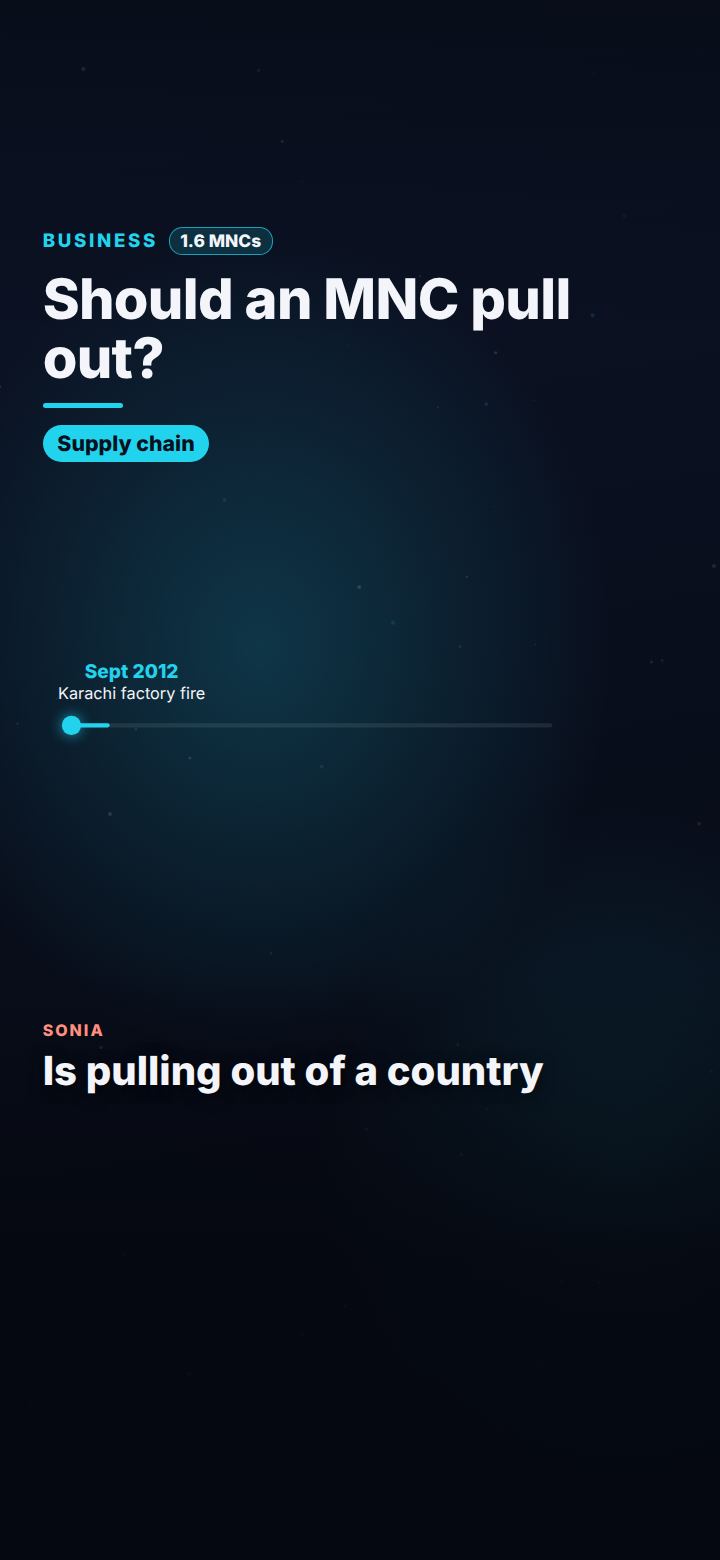 BUSINESS 1.6 MNCs
Should an MNC pull
out?
Supply chain
Sept 2012
Karachi factory fire
SONIA
Is pulling out of a country